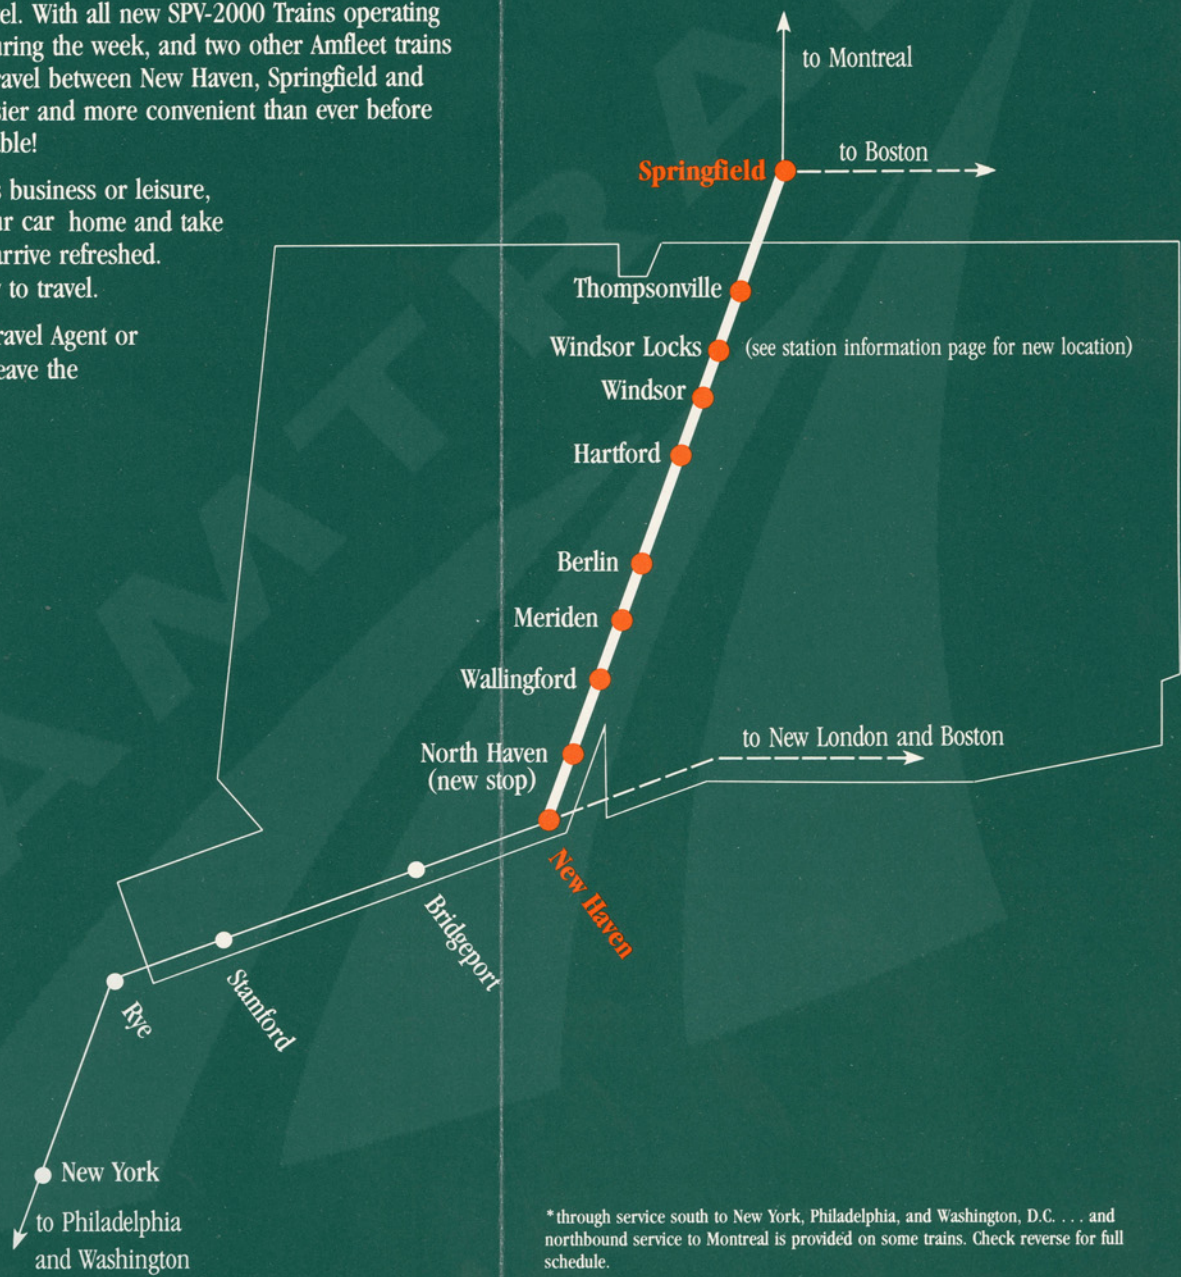 el. With all new SPV-2000 Trains operating
uring the week, and two other Amfleet trains
ravel between New Haven, Springfield and
sier and more convenient than ever before
ble!
s business or leisure,
ur car home and take
arrive refreshed.
to travel.
ravel Agent or
eave the
to Montreal
Springfield
to Boston
Thompsonville
Windsor Locks (see station information page for new location)
Windsor
Hartford
Berlin
Meriden
Wallingford
to New London and Boston
North Haven
(new stop)
New Haven
Bridgeport
Stamford
Rye
New York
to Philadelphia
and Washington
*through service south to New York, Philadelphia, and Washington, D.C. . . . and
northbound service to Montreal is provided on some trains. Check reverse for full
schedule.
AMTRAK